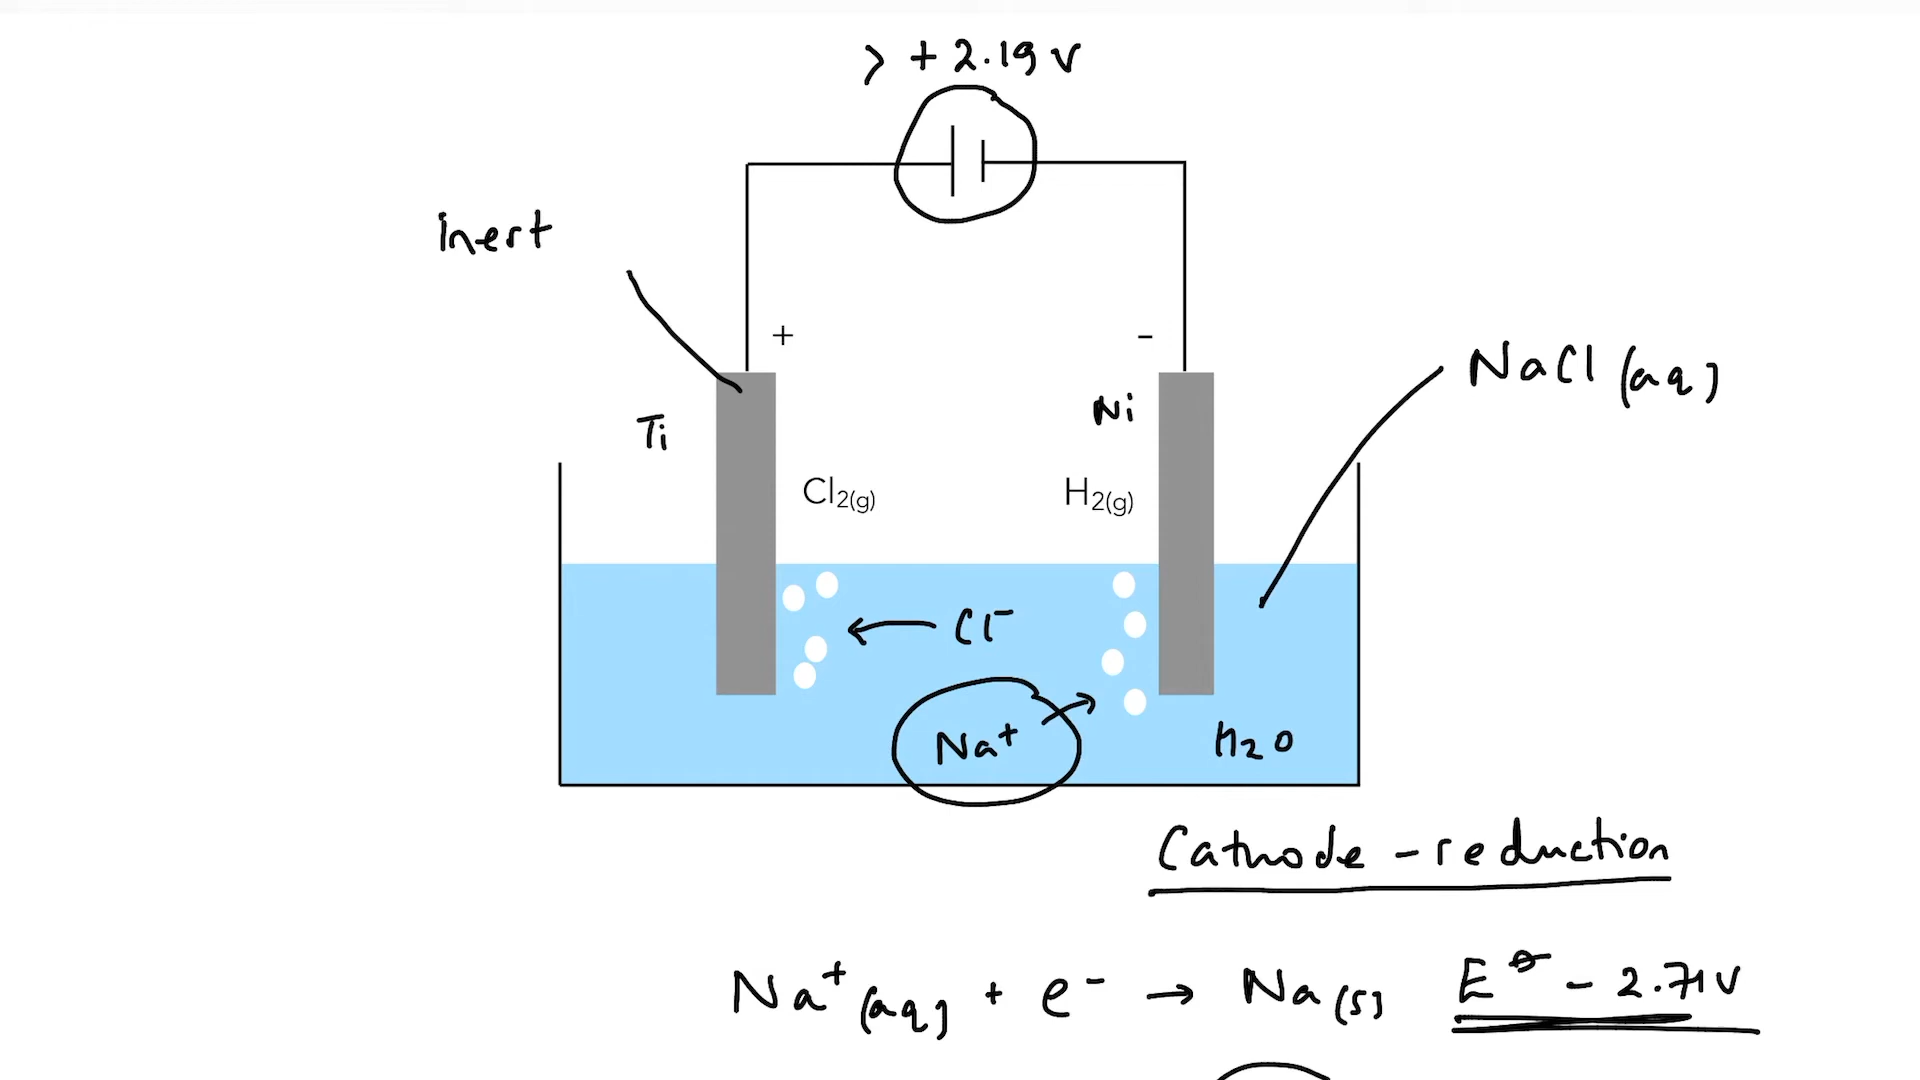 > + 2.19 V
inert
+
-
NaCl (aq)
Ni
Ti
Cl2(g)
H2(g)
Cl⁻
Na⁺
H2O
Cathode - reduction
Na⁺(aq) + e⁻ → Na(s) E⦵ - 2.71V